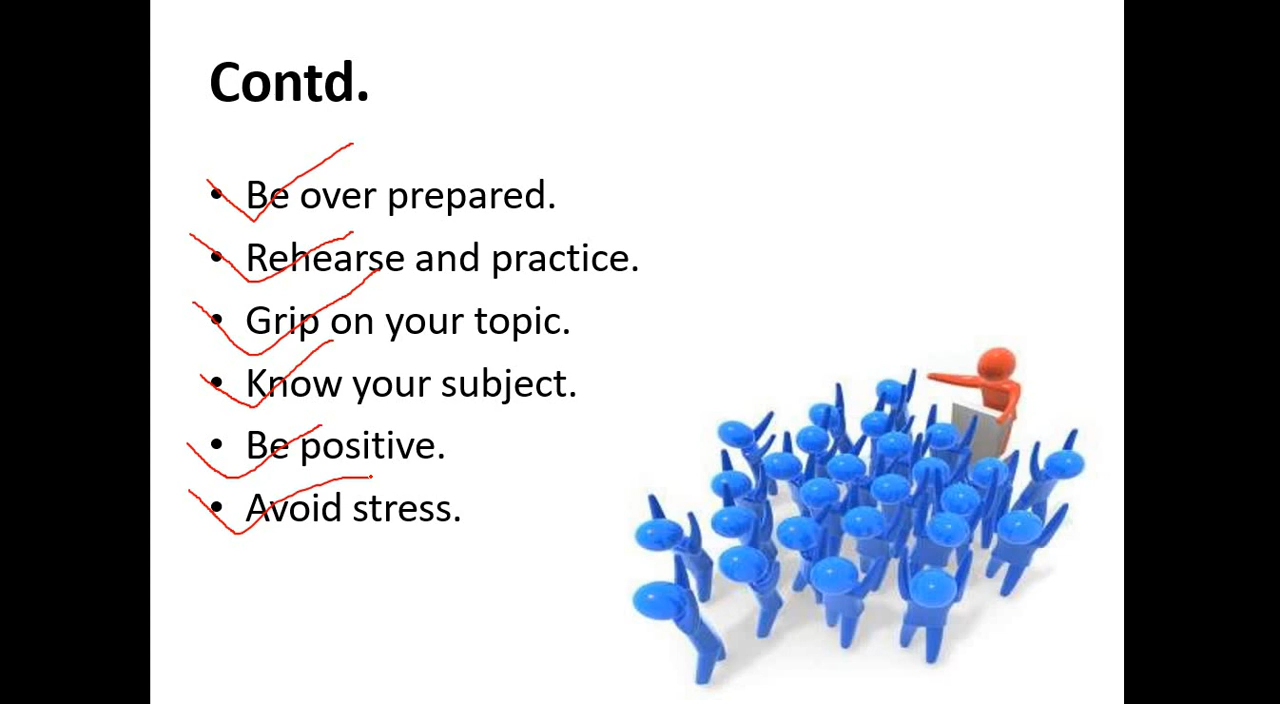 Contd.
• Be over prepared.
• Rehearse and practice.
• Grip on your topic.
• Know your subject.
• Be positive.
• Avoid stress.